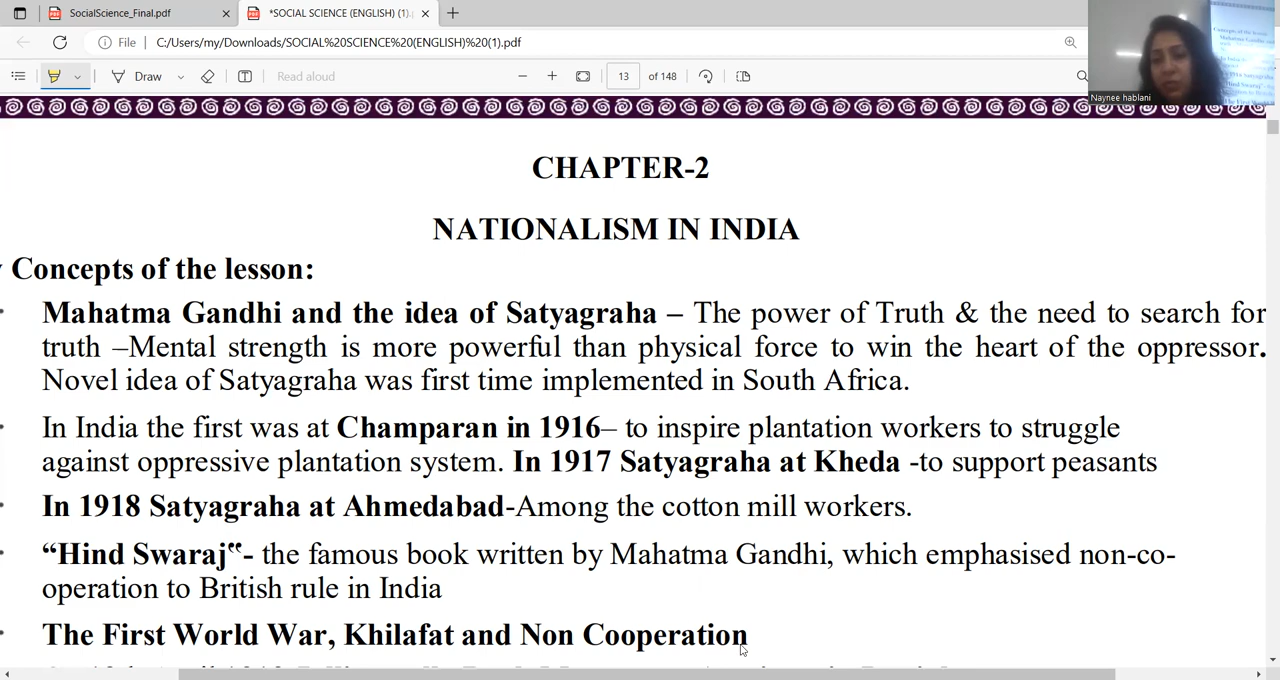 SocialScience_Final.pdf
*SOCIAL SCIENCE (ENGLISH) (1).
File C:/Users/my/Downloads/SOCIAL%20SCIENCE%20(ENGLISH)%20(1).pdf
Draw Read aloud 13 of 148
Naynee hablani
CHAPTER-2
NATIONALISM IN INDIA
Concepts of the lesson:
Mahatma Gandhi and the idea of Satyagraha – The power of Truth & the need to search for
truth –Mental strength is more powerful than physical force to win the heart of the oppressor.
Novel idea of Satyagraha was first time implemented in South Africa.
In India the first was at Champaran in 1916– to inspire plantation workers to struggle
against oppressive plantation system. In 1917 Satyagraha at Kheda -to support peasants
In 1918 Satyagraha at Ahmedabad-Among the cotton mill workers.
“Hind Swaraj‟- the famous book written by Mahatma Gandhi, which emphasised non-co-
operation to British rule in India
The First World War, Khilafat and Non Cooperation